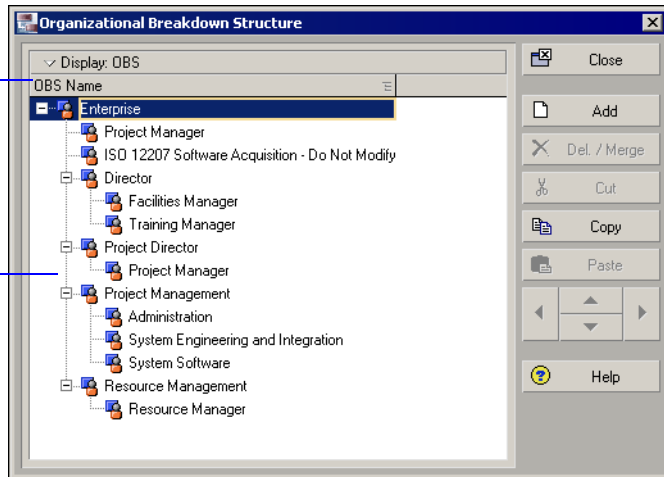 Organizational Breakdown Structure
Display: OBS
OBS Name
Enterprise
Project Manager
ISO 12207 Software Acquisition - Do Not Modify
Director
Facilities Manager
Training Manager
Project Director
Project Manager
Project Management
Administration
System Engineering and Integration
System Software
Resource Management
Resource Manager
Close
Add
Del. / Merge
Cut
Copy
Paste
Help